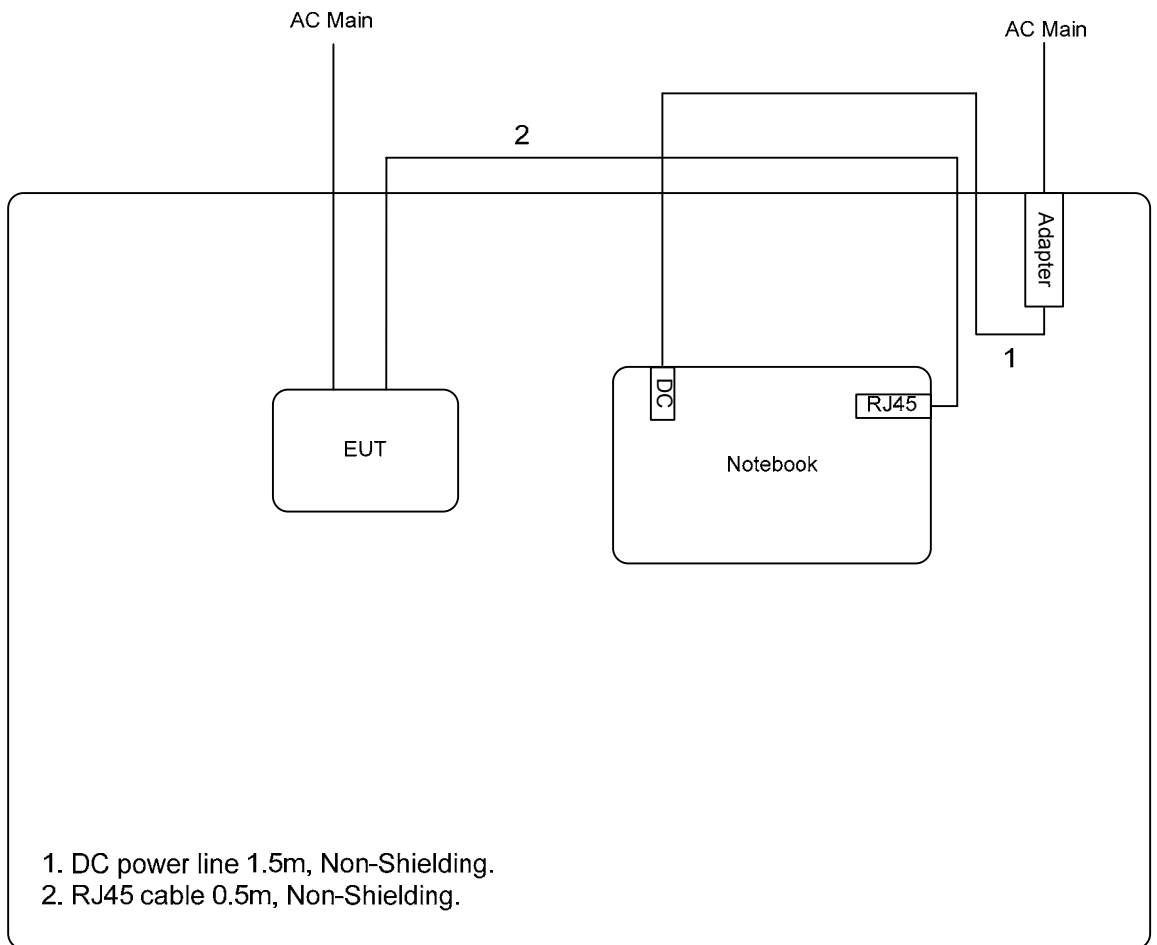 AC Main
AC Main
2
Adapter
1
DC
RJ45
EUT
Notebook
1. DC power line 1.5m, Non-Shielding.
2. RJ45 cable 0.5m, Non-Shielding.